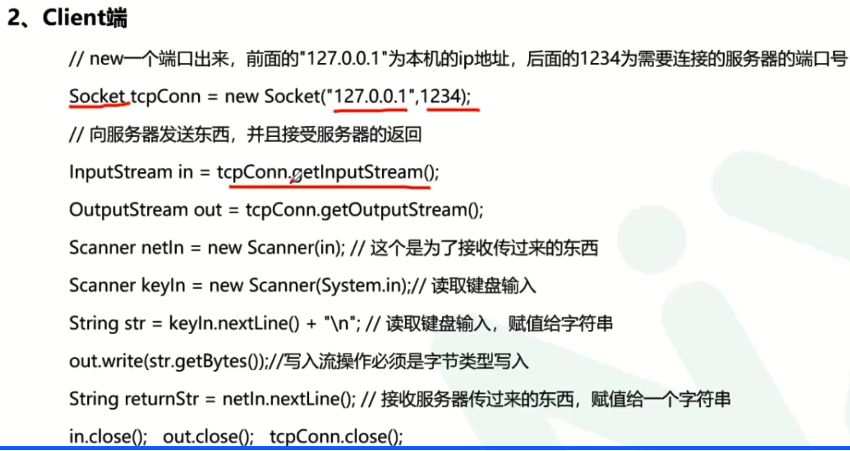 2、Client端
// new一个端口出来，前面的"127.0.0.1"为本机的ip地址，后面的1234为需要连接的服务器的端口号
Socket tcpConn = new Socket("127.0.0.1",1234);
// 向服务器发送东西，并且接受服务器的返回
InputStream in = tcpConn.getInputStream();
OutputStream out = tcpConn.getOutputStream();
Scanner netIn = new Scanner(in); // 这个是为了接收传过来的东西
Scanner keyIn = new Scanner(System.in);// 读取键盘输入
String str = keyIn.nextLine() + "\n"; // 读取键盘输入，赋值给字符串
out.write(str.getBytes());//写入流操作必须是字节类型写入
String returnStr = netIn.nextLine(); // 接收服务器传过来的东西，赋值给一个字符串
in.close(); out.close(); tcpConn.close();